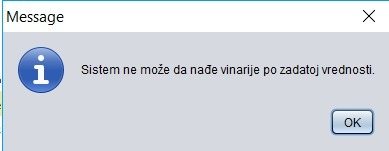 Message
Sistem ne može da nađe vinarije po zadatoj vrednosti.
OK